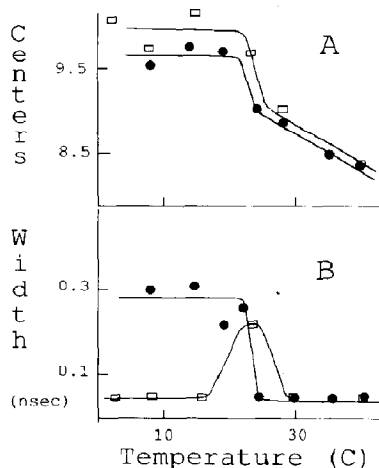 Centers
A
9.5
8.5
Width
B
0.3
0.1
(nsec)
10
30
Temperature (C)